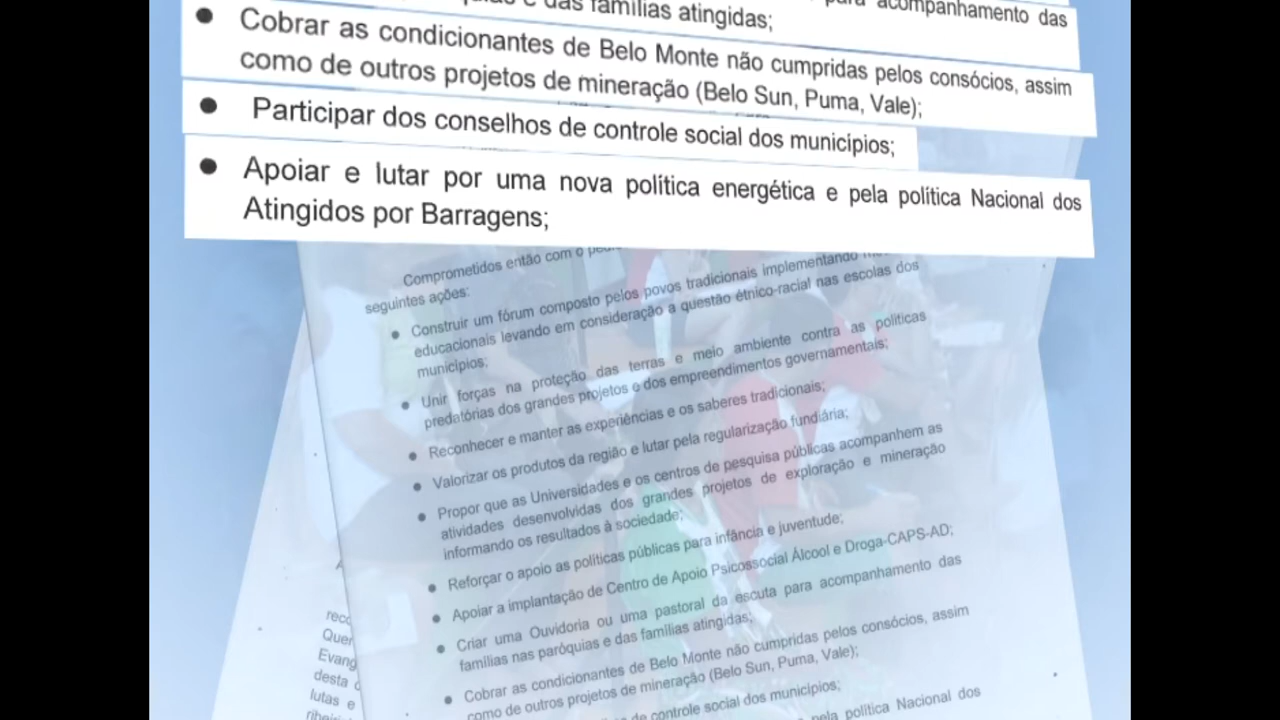 acompanhamento das
das famílias atingidas;
● Cobrar as condicionantes de Belo Monte não cumpridas pelos consócios, assim
como de outros projetos de mineração (Belo Sun, Puma, Vale);
● Participar dos conselhos de controle social dos municípios;
● Apoiar e lutar por uma nova política energética e pela política Nacional dos
Atingidos por Barragens;
Comprometidos então com o
seguintes ações:
● Construir um fórum composto pelos povos tradicionais implementando
educacionais levando em consideração a questão étnico-racial nas escolas dos
municípios;
● Unir forças na proteção das terras e meio ambiente contra as políticas
predatórias dos grandes projetos e dos empreendimentos governamentais;
● Reconhecer e manter as experiências e os saberes tradicionais;
● Valorizar os produtos da região e lutar pela regularização fundiária;
● Propor que as Universidades e os centros de pesquisa públicas acompanhem as
atividades desenvolvidas dos grandes projetos de exploração e mineração
informando os resultados à sociedade;
● Reforçar o apoio as políticas públicas para infância e juventude;
● Apoiar a implantação de Centro de Apoio Psicossocial Álcool e Droga-CAPS-AD;
● Criar uma Ouvidoria ou uma pastoral da escuta para acompanhamento das
famílias nas paróquias e das famílias atingidas;
● Cobrar as condicionantes de Belo Monte não cumpridas pelos consócios, assim
como de outros projetos de mineração (Belo Sun, Puma, Vale);
de controle social dos municípios;
pela política Nacional dos
Evang
desta
lutas e